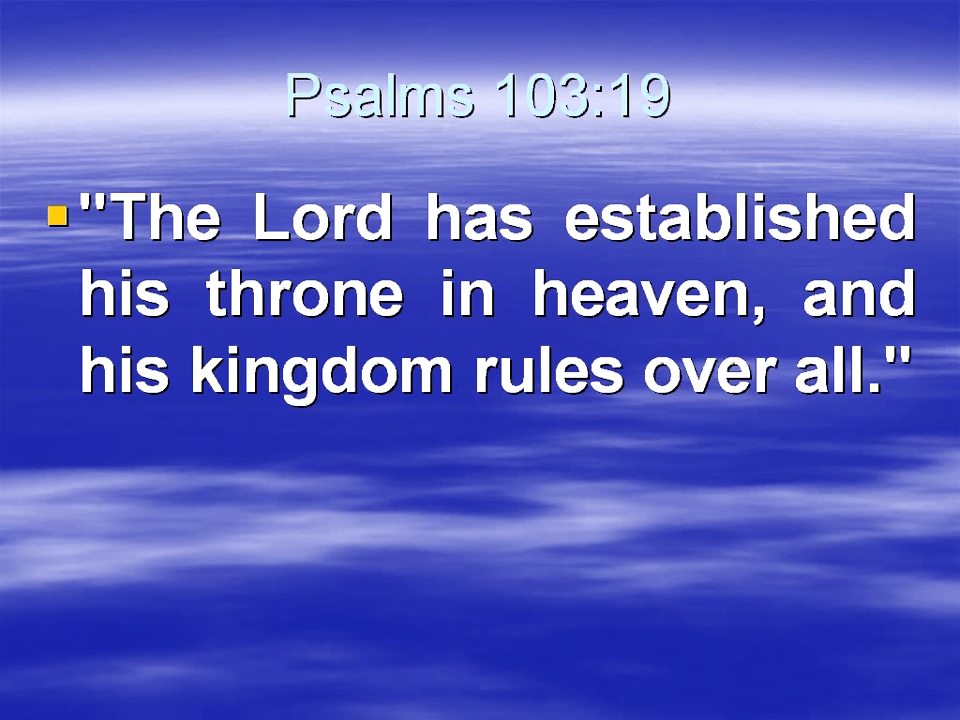 Psalms 103:19
"The Lord has established
his throne in heaven, and
his kingdom rules over all."